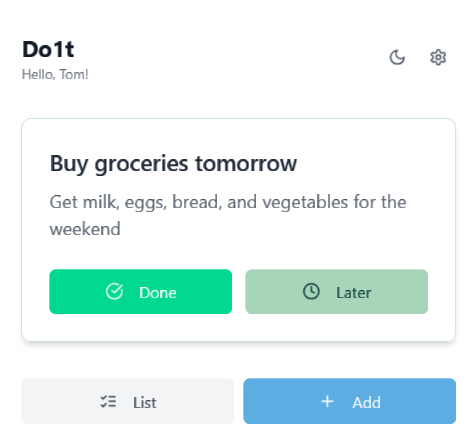 Do1t
Hello, Tom!
Buy groceries tomorrow
Get milk, eggs, bread, and vegetables for the
weekend
Done
Later
List
Add